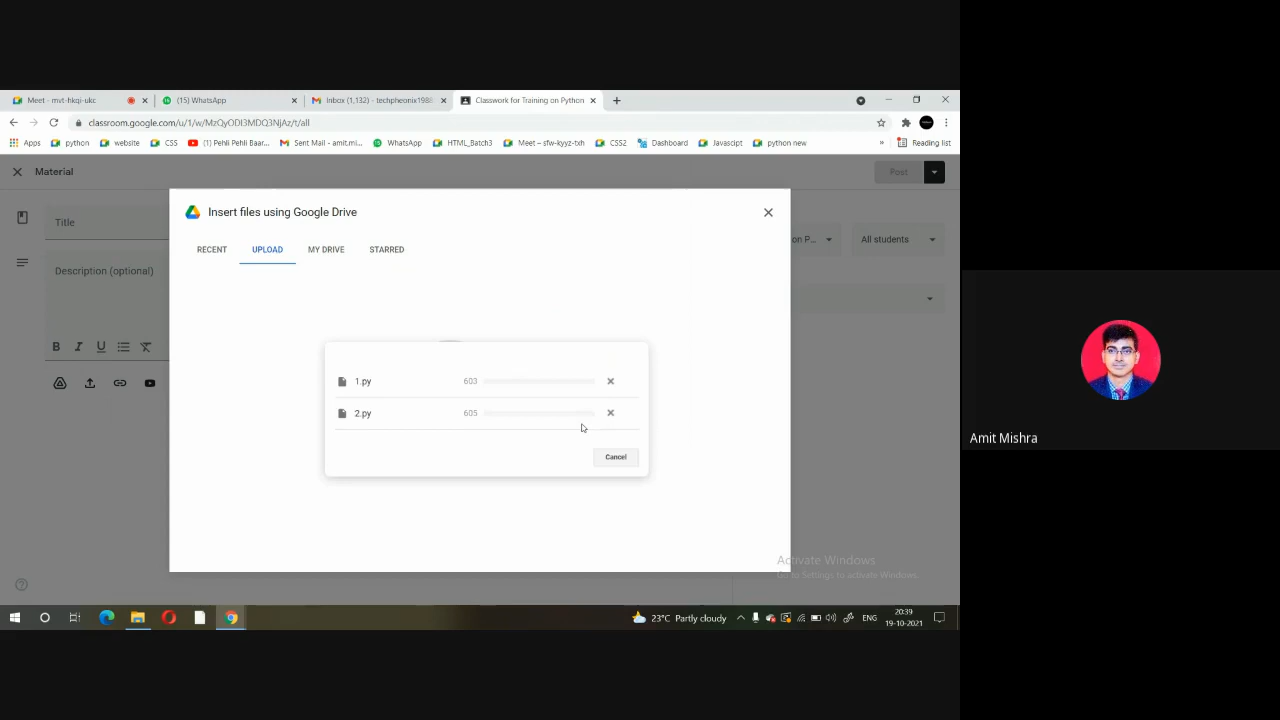 Meet - mvt-hkqi-ukc
(15) WhatsApp
Inbox (1,132) - techpheonix1988
Classwork for Training on Python
classroom.google.com/u/1/w/MzQyODI3MDQ3NjAz/t/all
Apps python website CSS (Pehli Pehli Baar... Sent Mail - amit.mi... WhatsApp HTML_Batch3 Meet – sfw-kyyz-txh CSS2 Dashboard Javascipt python new » Reading list
Material
Post
Insert files using Google Drive
Title
on P...
All students
RECENT UPLOAD MY DRIVE STARRED
Description (optional)
B I U
1.py 603
2.py 605
Cancel
Amit Mishra
Activate Windows
Go to Settings to activate Windows.
23°C Partly cloudy
ENG
20:39
19-10-2021